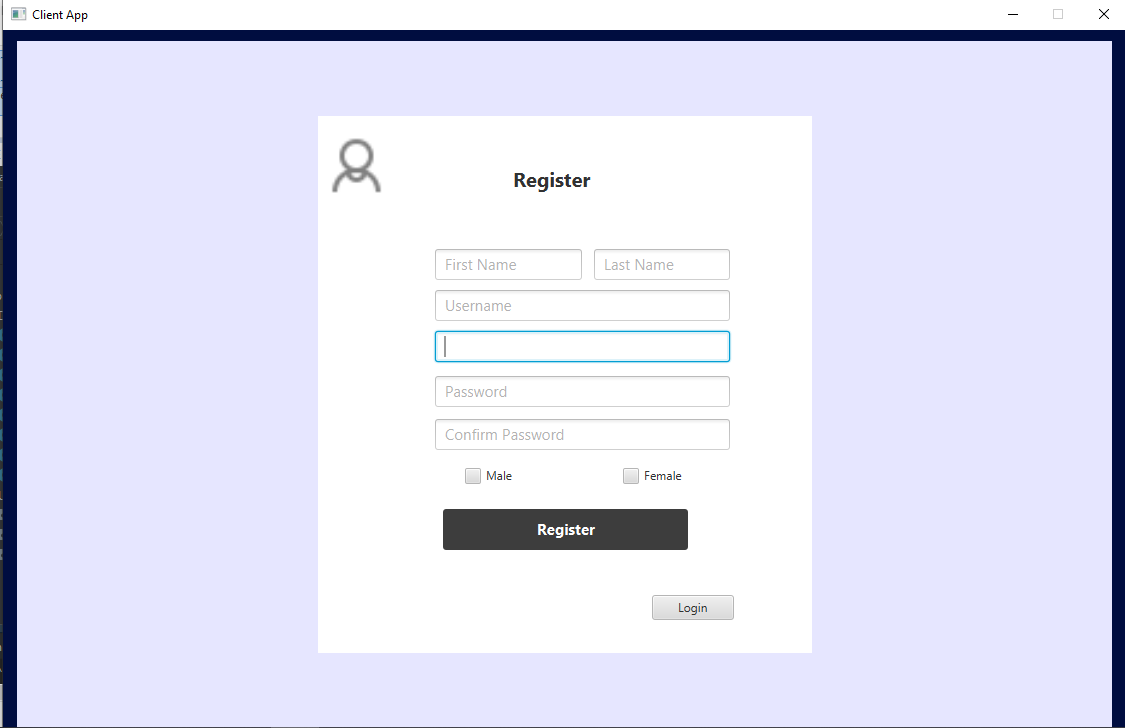 Client App
Register
First Name Last Name
Username
Password
Confirm Password
Male Female
Register
Login